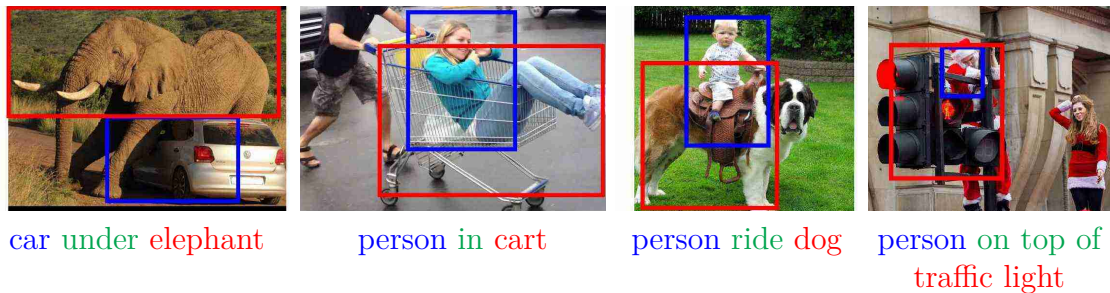 car under elephant
person in cart
person ride dog
person on top of
traffic light